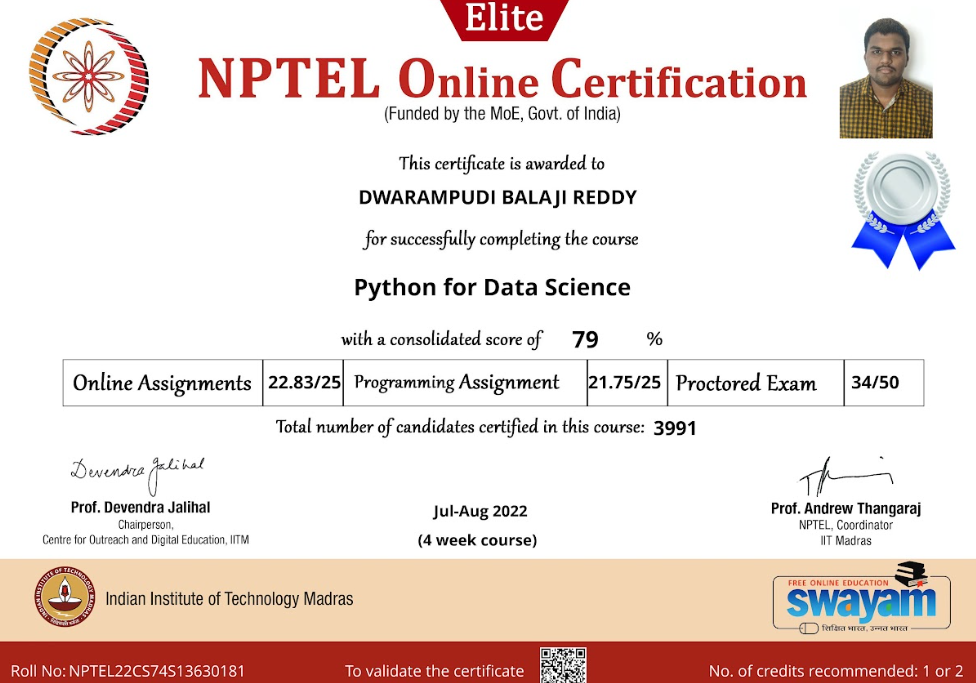 Elite
NPTEL Online Certification
(Funded by the MoE, Govt. of India)
This certificate is awarded to
DWARAMPUDI BALAJI REDDY
for successfully completing the course
Python for Data Science
with a consolidated score of 79 %
Online Assignments 22.83/25 Programming Assignment 21.75/25 Proctored Exam 34/50
Total number of candidates certified in this course: 3991
Devendra Jalihal
Prof. Devendra Jalihal
Chairperson,
Centre for Outreach and Digital Education, IITM
Jul-Aug 2022
(4 week course)
Prof. Andrew Thangaraj
NPTEL, Coordinator
IIT Madras
INDIAN INSTITUTE OF TECHNOLOGY MADRAS
Indian Institute of Technology Madras
FREE ONLINE EDUCATION
swayam
शिक्षित भारत, उन्नत भारत
Roll No: NPTEL22CS74S13630181
To validate the certificate
No. of credits recommended: 1 or 2